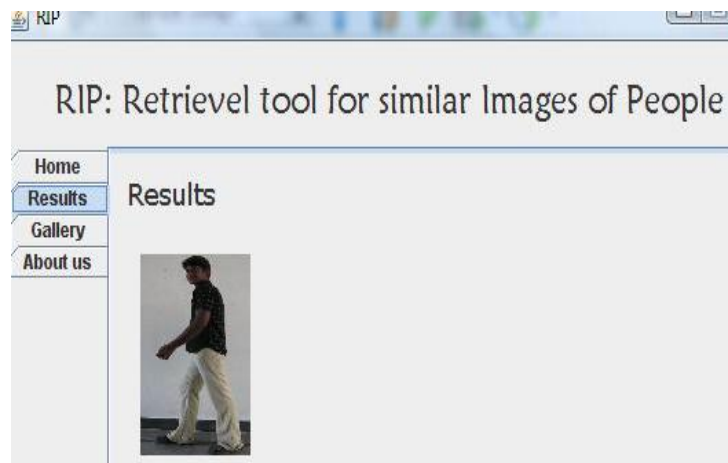 RIP
RIP: Retrievel tool for similar Images of People
Home
Results
Results
Gallery
About us